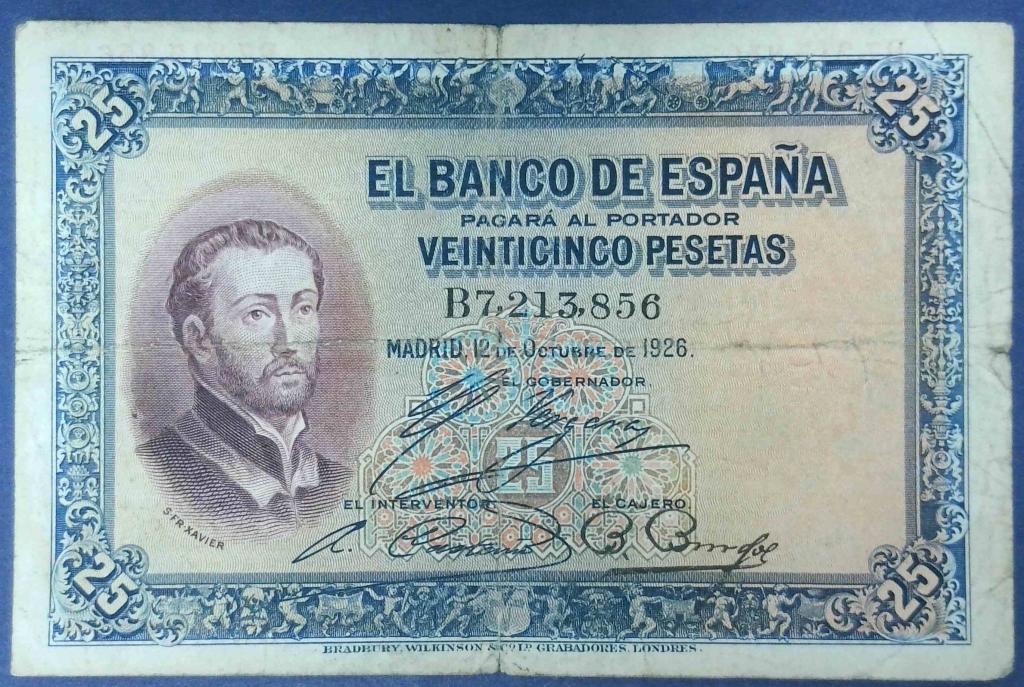 25 25
EL BANCO DE ESPAÑA
PAGARÁ AL PORTADOR
VEINTICINCO PESETAS
B7,213,856
MADRID, 12 DE OCTUBRE DE 1926.
EL GOBERNADOR,
25
EL INTERVENTOR EL CAJERO
S. FR. XAVIER
25 25
BRADBURY, WILKINSON & Cº Lᴰ GRABADORES, LONDRES.